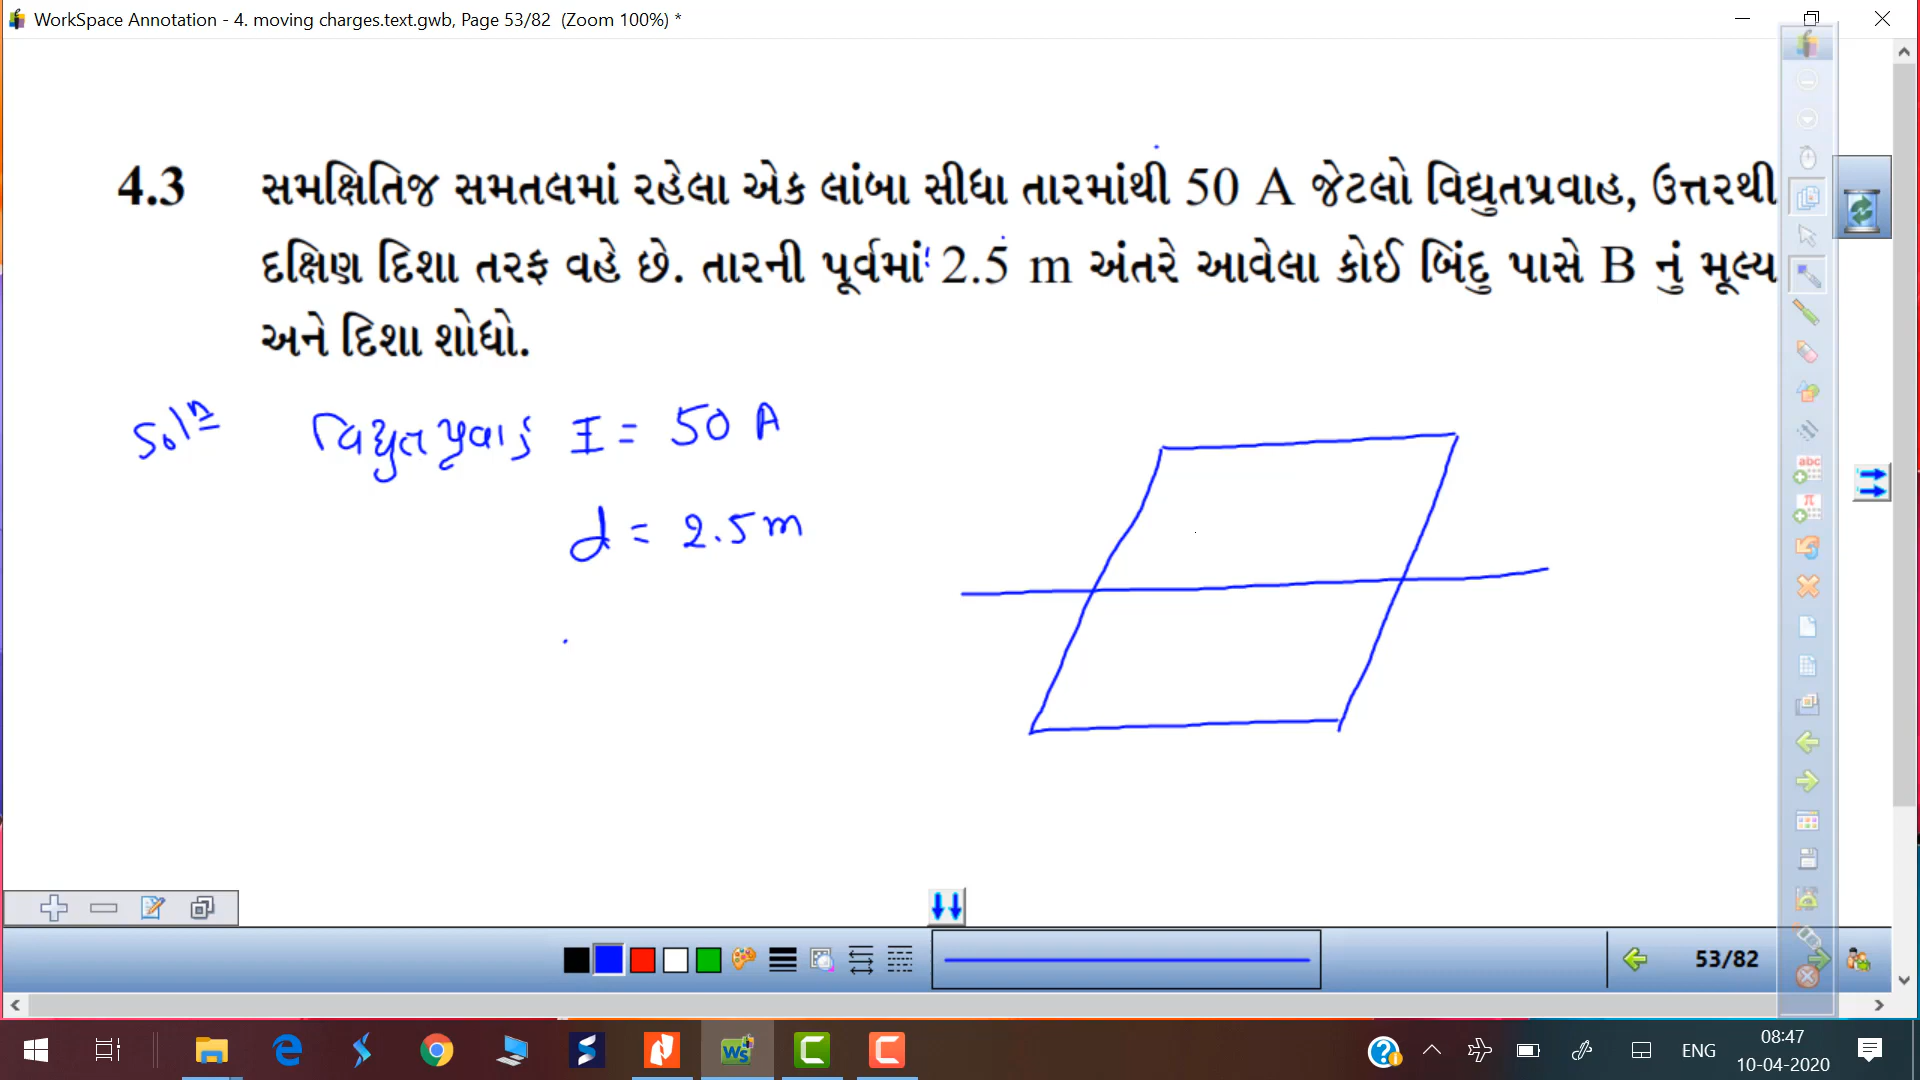 WorkSpace Annotation - 4. moving charges.text.gwb, Page 53/82 (Zoom 100%) *
4.3 સમક્ષિતિજ સમતલમાં રહેલા એક લાંબા સીધા તારમાંથી 50 A જેટલો વિદ્યુતપ્રવાહ, ઉત્તરથી
દક્ષિણ દિશા તરફ વહે છે. તારની પૂર્વમાં 2.5 m અંતરે આવેલા કોઈ બિંદુ પાસે B નું મૂલ્ય
અને દિશા શોધો.
Solⁿ વિદ્યુતપ્રવાહ I = 50 A
d = 2.5 m
abc
π
53/82
ENG
08:47
10-04-2020